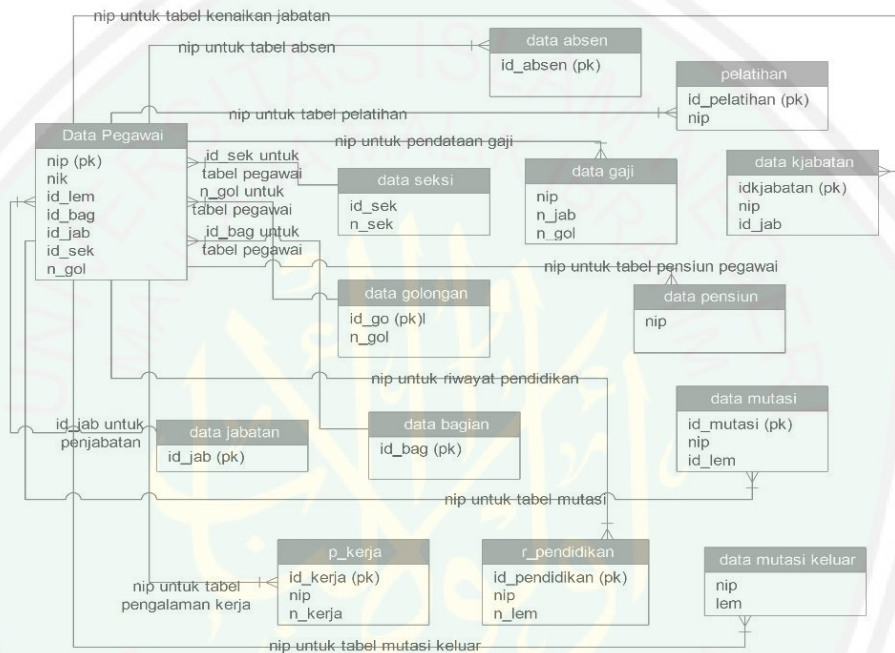 nip untuk tabel kenaikan jabatan
nip untuk tabel absen
data absen
id_absen (pk)
pelatihan
id_pelatihan (pk)
nip
nip untuk tabel pelatihan
Data Pegawai
nip (pk)
nik
id_lem
id_bag
id_jab
id_sek
n_gol
nip untuk pendataan gaji
id_sek untuk
tabel pegawai
n_gol untuk
tabel pegawai
id_bag untuk
tabel pegawai
data seksi
id_sek
n_sek
data gaji
nip
n_jab
n_gol
data kjabatan
idkjabatan (pk)
nip
id_jab
nip untuk tabel pensiun pegawai
data golongan
id_go (pk)l
n_gol
data pensiun
nip
nip untuk riwayat pendidikan
data mutasi
id_mutasi (pk)
nip
id_lem
id_jab untuk
penjabatan
data jabatan
id_jab (pk)
data bagian
id_bag (pk)
nip untuk tabel mutasi
p_kerja
id_kerja (pk)
nip
n_kerja
r_pendidikan
id_pendidikan (pk)
nip
n_lem
data mutasi keluar
nip
lem
nip untuk tabel
pengalaman kerja
nip untuk tabel mutasi keluar